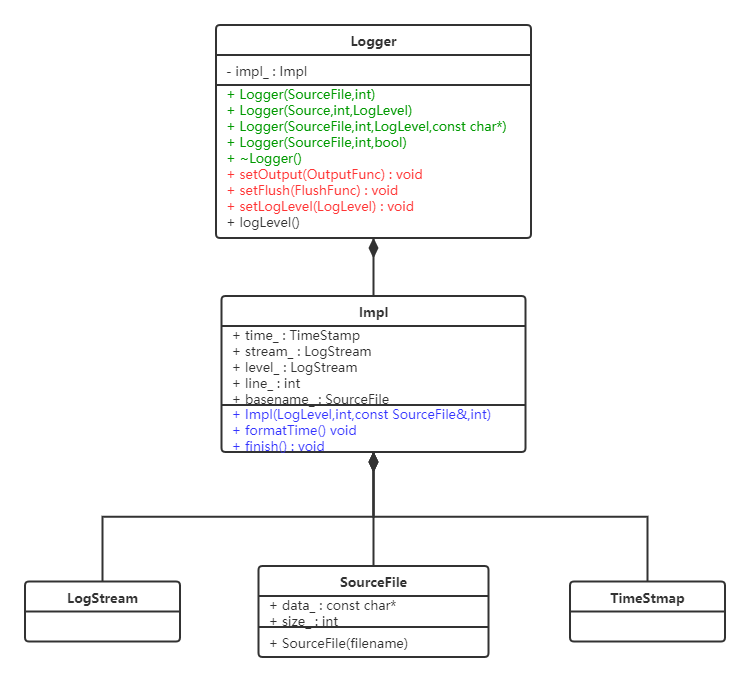 Logger
- impl_ : Impl
+ Logger(SourceFile,int)
+ Logger(Source,int,LogLevel)
+ Logger(SourceFile,int,LogLevel,const char*)
+ Logger(SourceFile,int,bool)
+ ~Logger()
+ setOutput(OutputFunc) : void
+ setFlush(FlushFunc) : void
+ setLogLevel(LogLevel) : void
+ logLevel()
Impl
+ time_ : TimeStamp
+ stream_ : LogStream
+ level_ : LogStream
+ line_ : int
+ basename_ : SourceFile
+ Impl(LogLevel,int,const SourceFile&,int)
+ formatTime() void
+ finish() : void
LogStream
SourceFile
+ data_ : const char*
+ size_ : int
+ SourceFile(filename)
TimeStmap